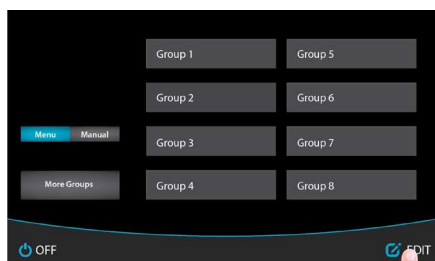 Group 1
Group 5
Group 2
Group 6
Menu
Manual
Group 3
Group 7
More Groups
Group 4
Group 8
OFF
EDIT